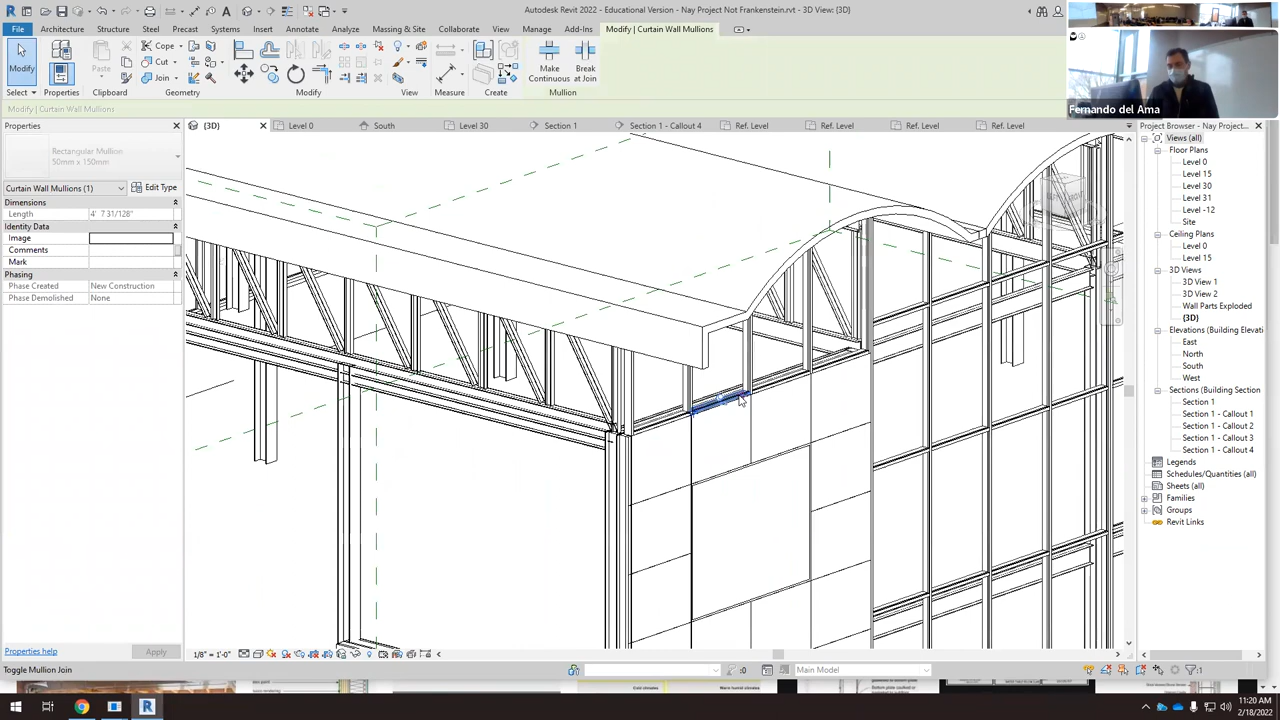 Autodesk Revit 2022 - Educational Version - Nay Project Not Frankenstein.rvt - 3D View: {3D}
File Architecture Structure Steel Precast Systems Insert Annotate Analyze Massing & Site Collaborate View Manage Add-Ins Modify | Curtain Wall Mullions
Modify
Paste
Cope
Cut
Join
Make Continuous
Break at Join
Select Properties Clipboard Geometry Modify View Measure Create Mullion
Fernando del Ama
Modify | Curtain Wall Mullions
Properties
{3D} Level 0 South Level 30 Section 1 Section 1 - Callout 4 Ref. Level Ref. Level Ref. Level Ref. Level
Project Browser - Nay Project...
Rectangular Mullion
50mm x 150mm
Curtain Wall Mullions (1) Edit Type
Dimensions
Length 4' 7 31/128"
Identity Data
Image
Comments
Mark
Phasing
Phase Created New Construction
Phase Demolished None
Views (all)
Floor Plans
Level 0
Level 15
Level 30
Level 31
Level -12
Site
Ceiling Plans
Level 0
Level 15
3D Views
3D View 1
3D View 2
Wall Parts Exploded
{3D}
Elevations (Building Elevati
East
North
South
West
Sections (Building Section
Section 1
Section 1 - Callout 1
Section 1 - Callout 2
Section 1 - Callout 3
Section 1 - Callout 4
Legends
Schedules/Quantities (all)
Sheets (all)
Families
Groups
Revit Links
Properties help Apply
1/8" = 1'-0"
Toggle Mullion Join
:0
Main Model
:1
11:20 AM
2/18/2022